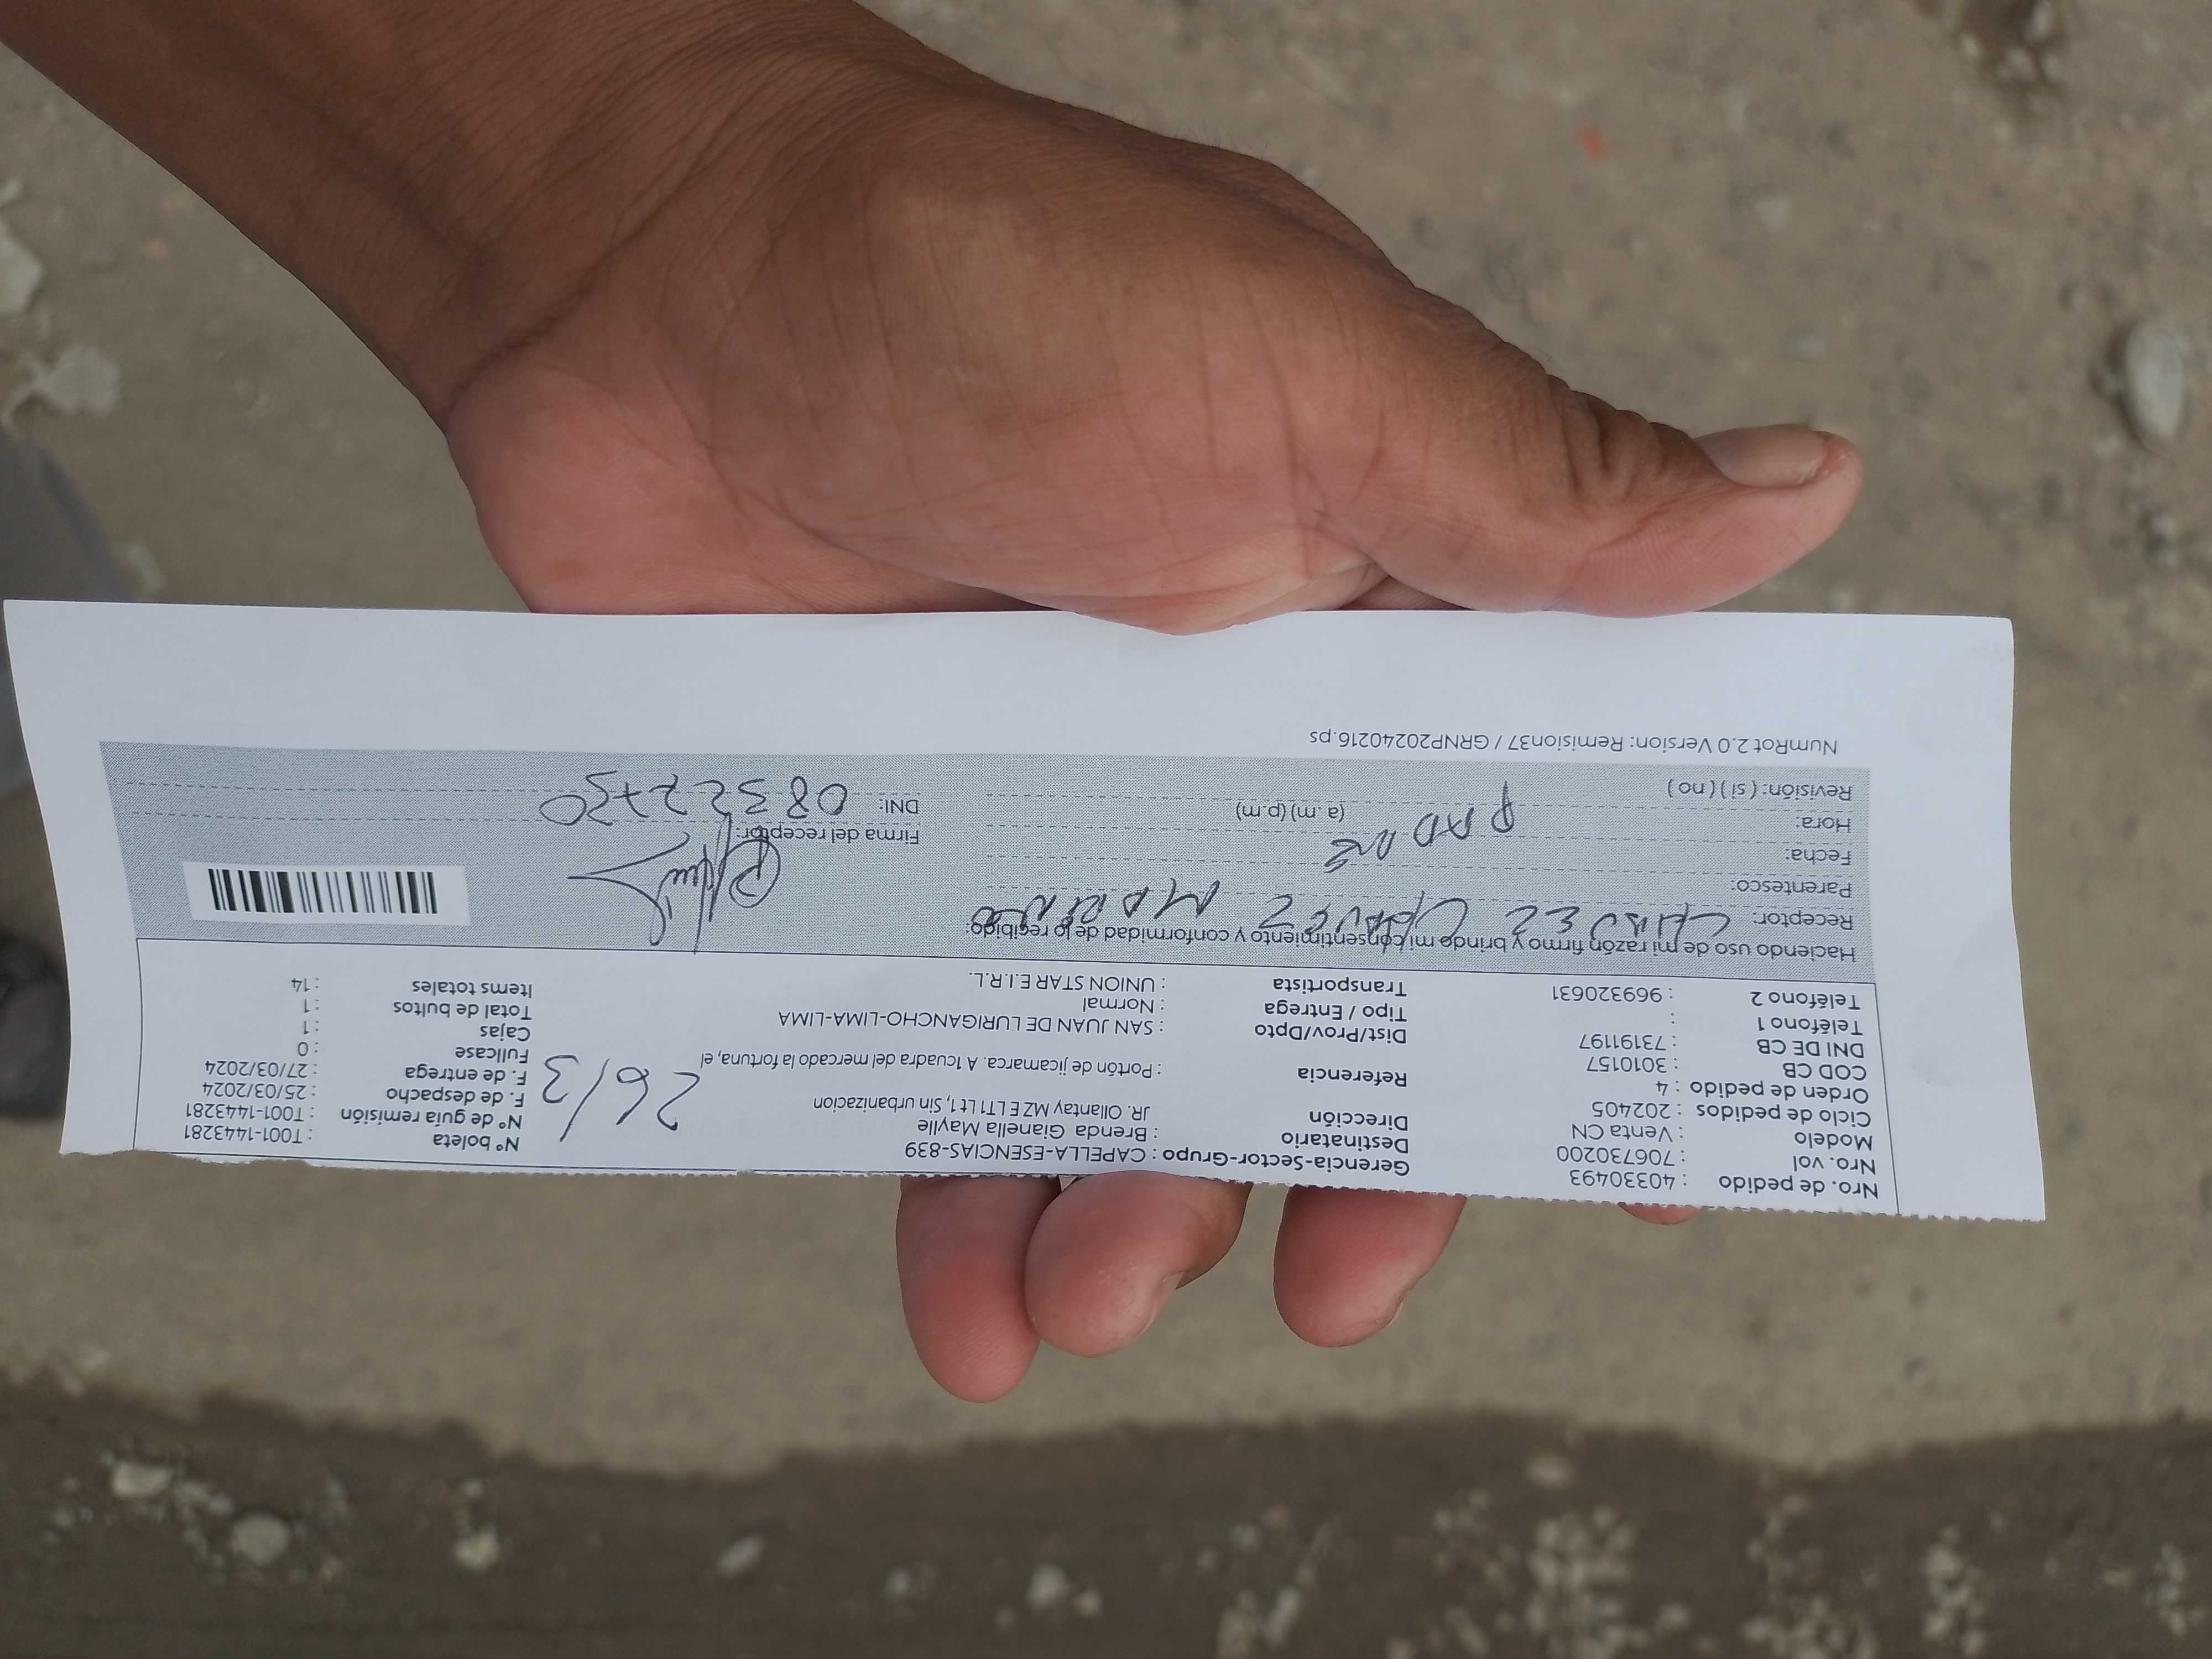 Nro. de pedido : 40330493
Nro. vol : 706730200
Modelo : Venta CN
Ciclo de pedidos : 202405
Orden de pedido : 4
COD CB : 3010157
DNI DE CB : 73191197
Teléfono 1 :
Teléfono 2 : 969320631
Gerencia-Sector-Grupo : CAPELLA-ESENCIAS-839
Destinatario : Brenda Gianella Maylle
Dirección JR. Ollantay MZ E LT1 Lt 1, Sin urbanizacion
Referencia : Portón de jicamarca. A 1cuadra del mercado la fortuna, el
Dist/Prov/Dpto : SAN JUAN DE LURIGANCHO-LIMA-LIMA
Tipo / Entrega : Normal
Transportista : UNION STAR E.I.R.L.
Nº boleta : T001-1443281
Nº de guía remisión : T001-1443281
F. de despacho : 25/03/2024
F. de entrega : 27/03/2024
Fullcase : 0
Cajas : 1
Total de bultos : 1
Items totales : 14
26/3
Haciendo uso de mi razón firmo y brindo mi consentimiento y conformidad de lo recibido:
Receptor: CHAVEZ CHAVEZ
Parentesco: PADRE
Fecha:
Hora: (a.m) (p.m)
Revisión: ( si ) ( no )
Firma del receptor:
DNI:
NumRot 2.0 Version: Remision37 / GRNP20240216.ps